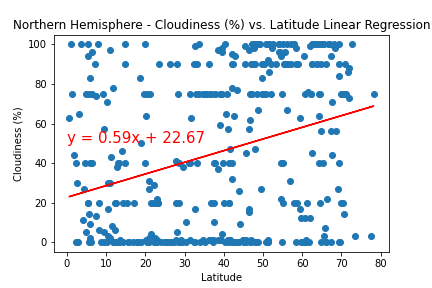 Northern Hemisphere - Cloudiness (%) vs. Latitude Linear Regression
100
80
60
40
20
0
Cloudiness (%)
y = 0.59x + 22.67
0 10 20 30 40 50 60 70 80
Latitude